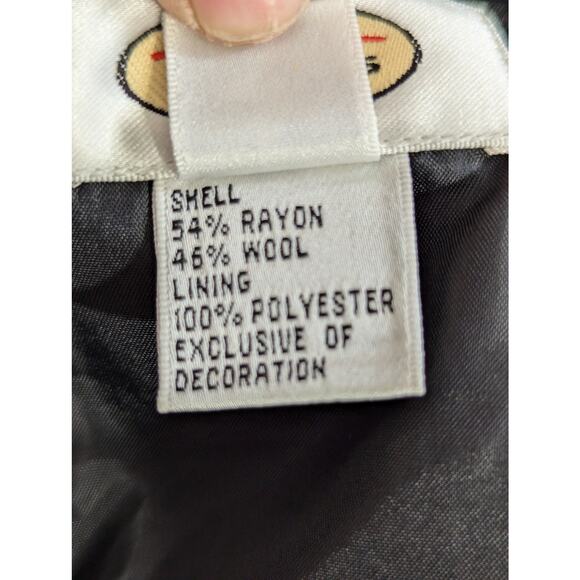 SHELL
54% RAYON
46% WOOL
LINING
100% POLYESTER
EXCLUSIVE OF
DECORATION